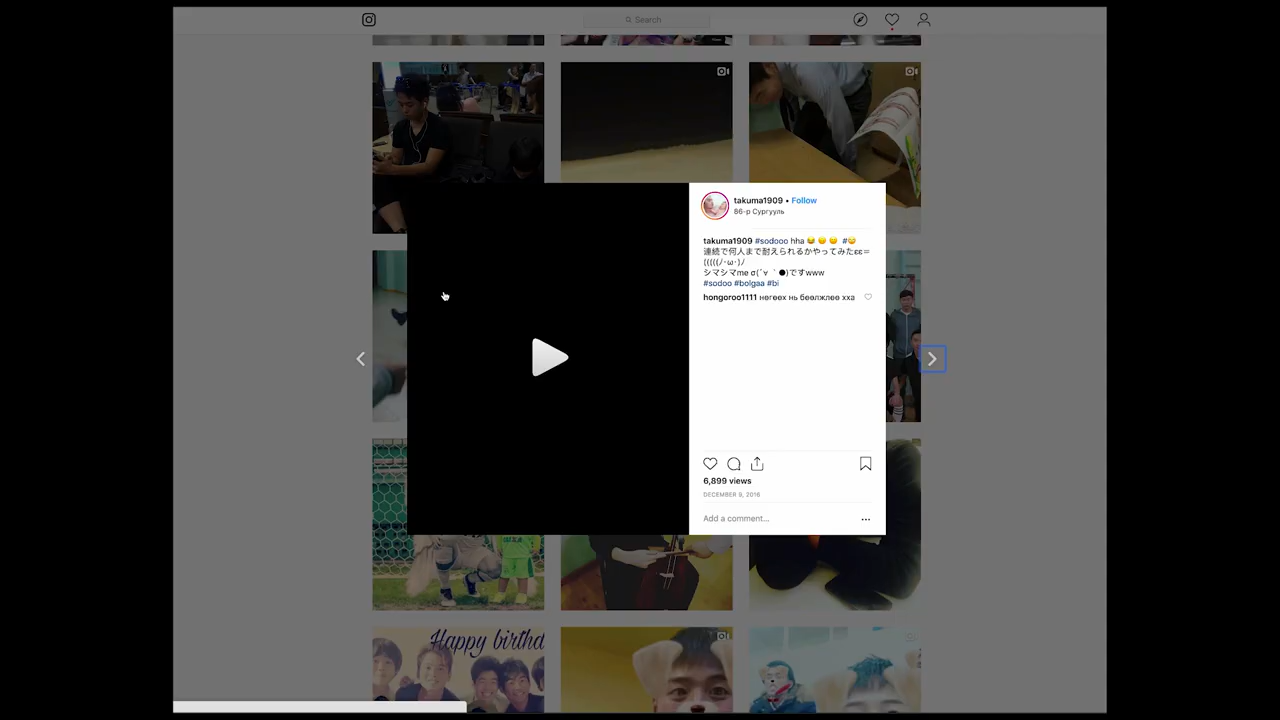 Search
takuma1909 • Follow
86-р Сургууль
takuma1909 #sodooo hha 😂 😊 😊 #😊
連続で何人まで耐えられるかやってみたεε＝
(((((ﾉ･ω･)ﾉ
シマシマme σ(ﾟ∀ ｀●)ですwww
#sodoo #bolgaa #bi
hongoroo1111 нөгөөх нь бөөлжлөө хха
6,899 views
DECEMBER 9, 2016
Add a comment...
Happy birthd